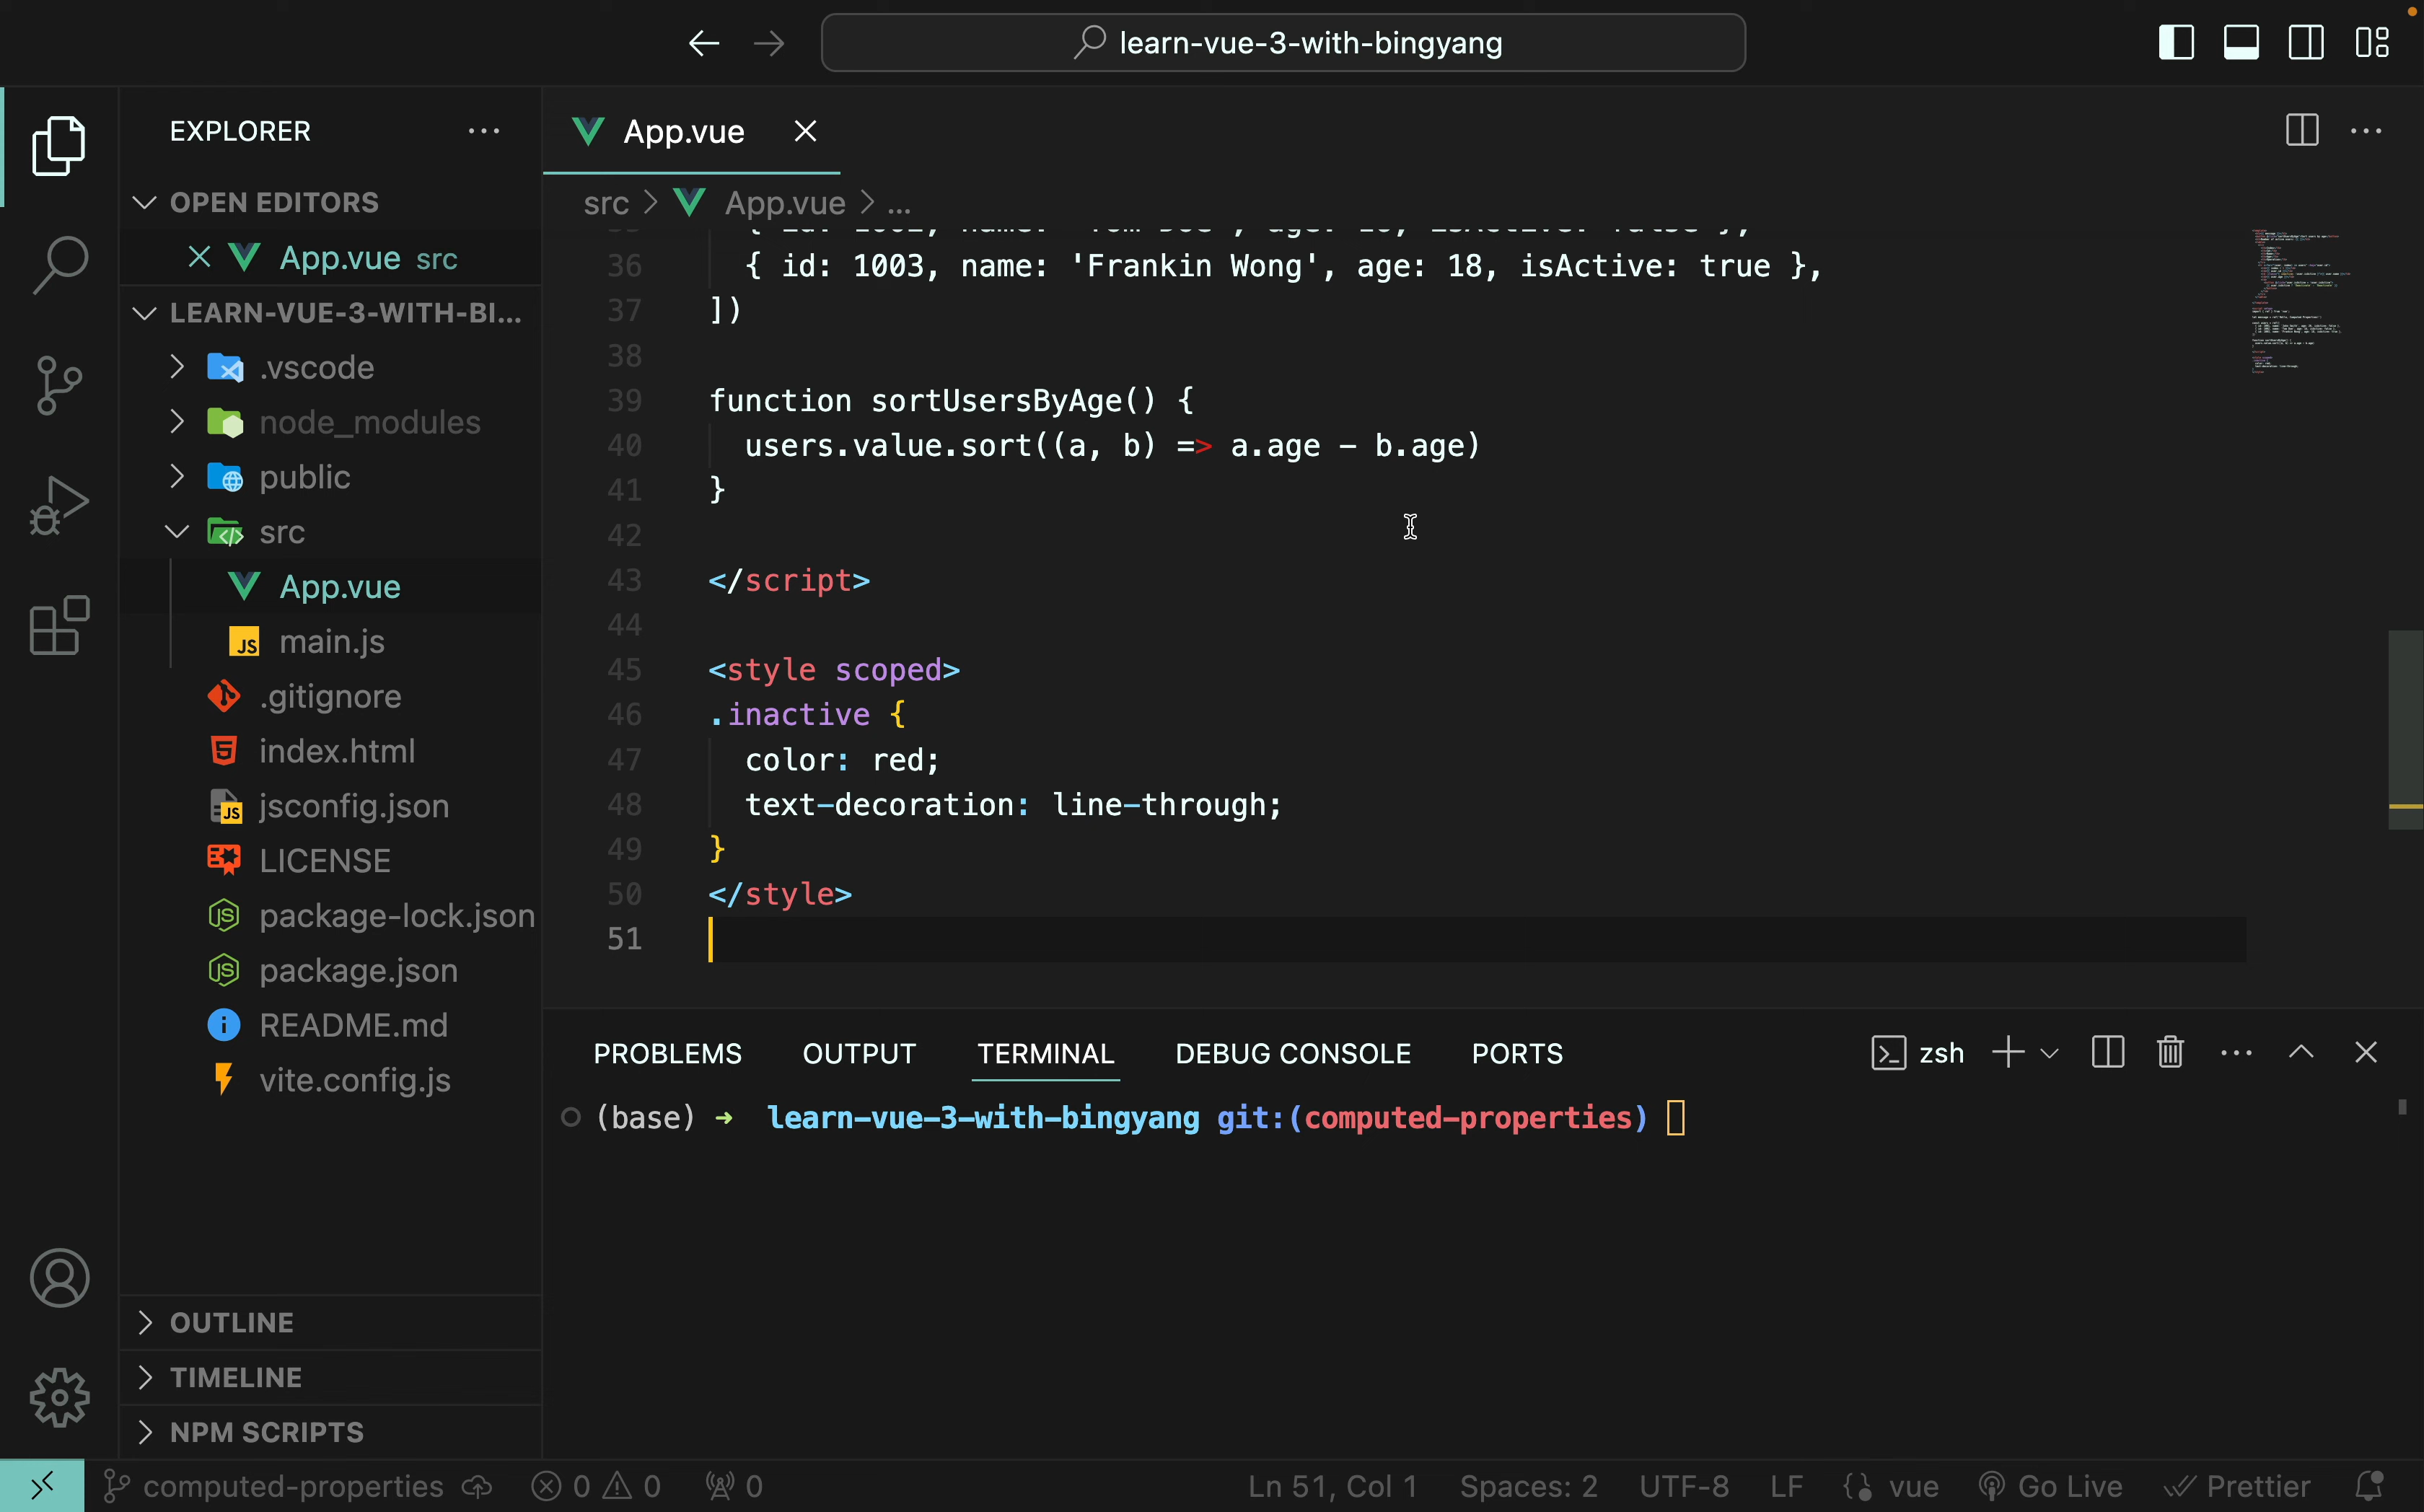 learn-vue-3-with-bingyang
EXPLORER
OPEN EDITORS
App.vue src
LEARN-VUE-3-WITH-BI...
.vscode
node_modules
public
src
App.vue
main.js
.gitignore
index.html
jsconfig.json
LICENSE
package-lock.json
package.json
README.md
vite.config.js
OUTLINE
TIMELINE
NPM SCRIPTS
App.vue
src > App.vue > ...
36 { id: 1003, name: 'Frankin Wong', age: 18, isActive: true },
37 ])
38
39 function sortUsersByAge() {
40 users.value.sort((a, b) => a.age - b.age)
41 }
42
43 </script>
44
45 <style scoped>
46 .inactive {
47 color: red;
48 text-decoration: line-through;
49 }
50 </style>
51
PROBLEMS OUTPUT TERMINAL DEBUG CONSOLE PORTS zsh
(base) ➜ learn-vue-3-with-bingyang git:(computed-properties)
computed-properties 0 0 0 Ln 51, Col 1 Spaces: 2 UTF-8 LF vue Go Live Prettier